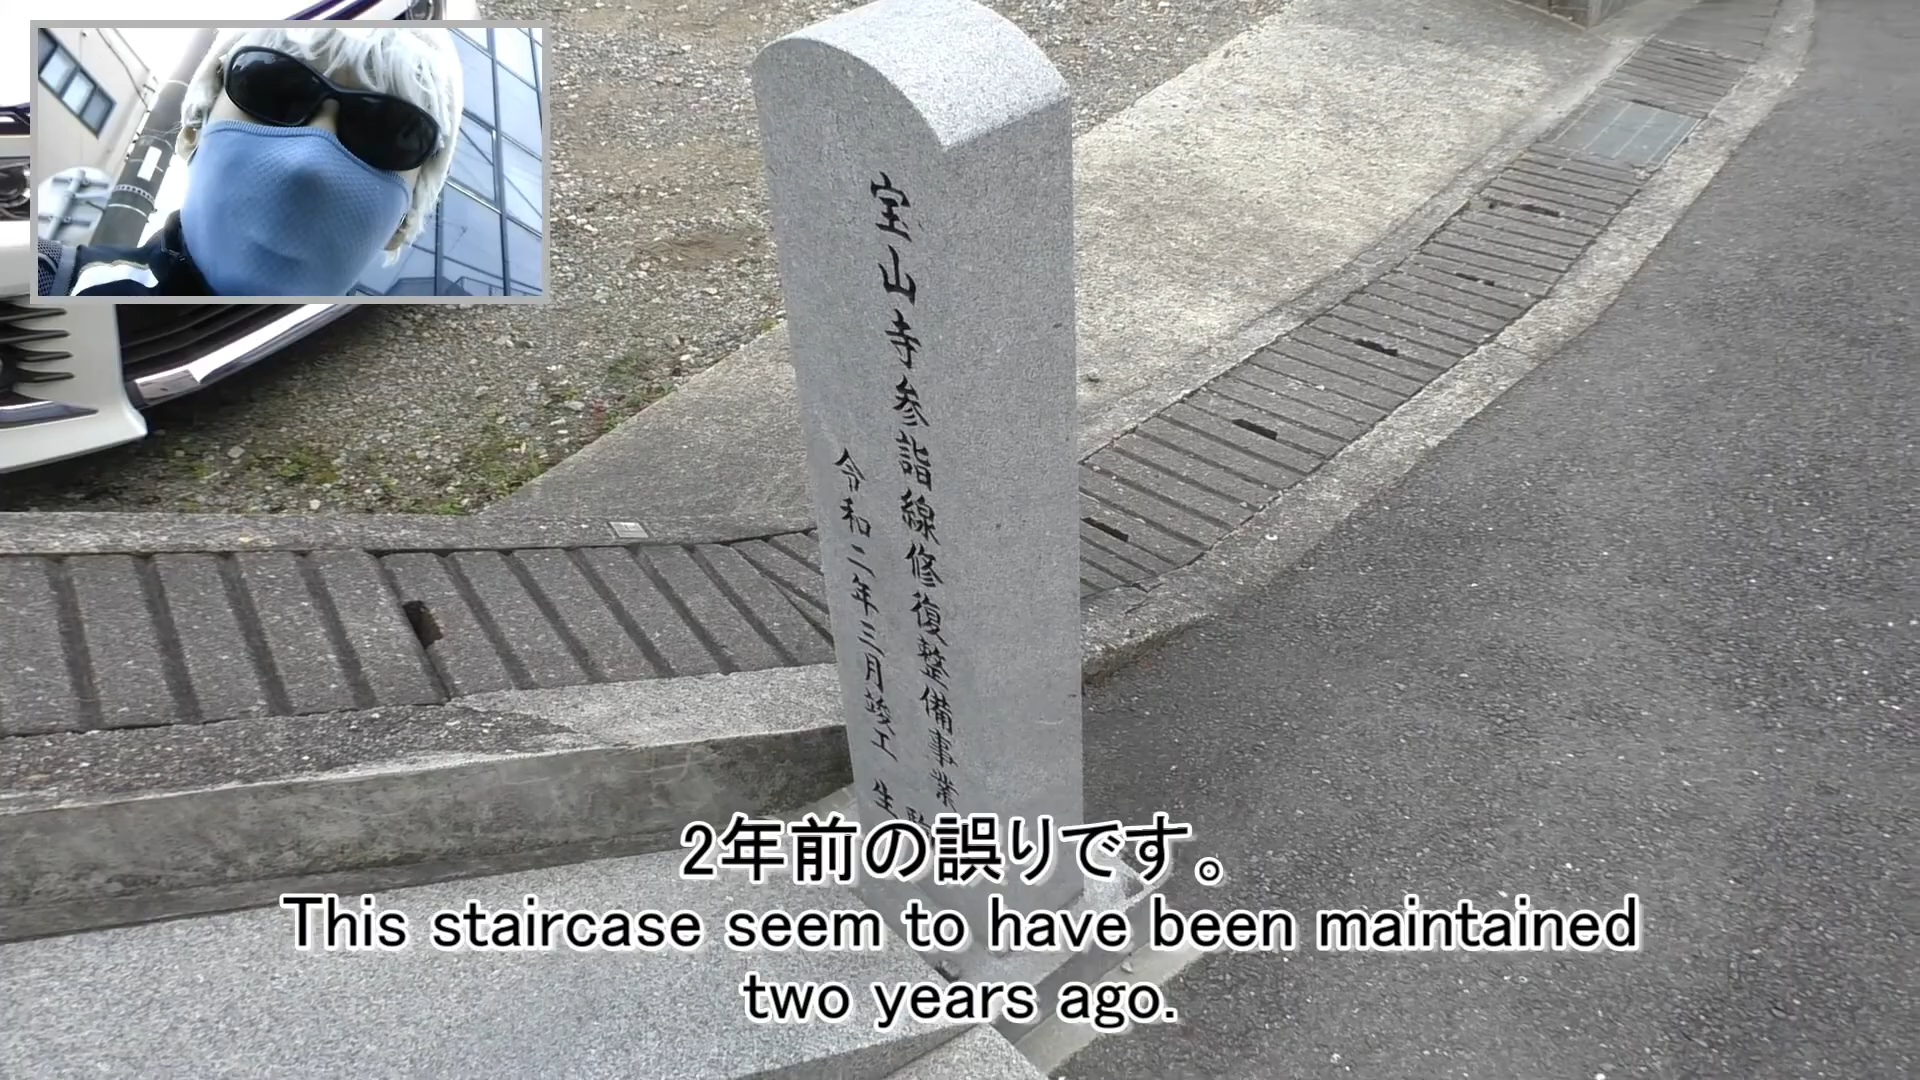 宝山寺参詣線修復整備事業
令和二年三月竣工 生駒
2年前の誤りです。
This staircase seem to have been maintained
two years ago.